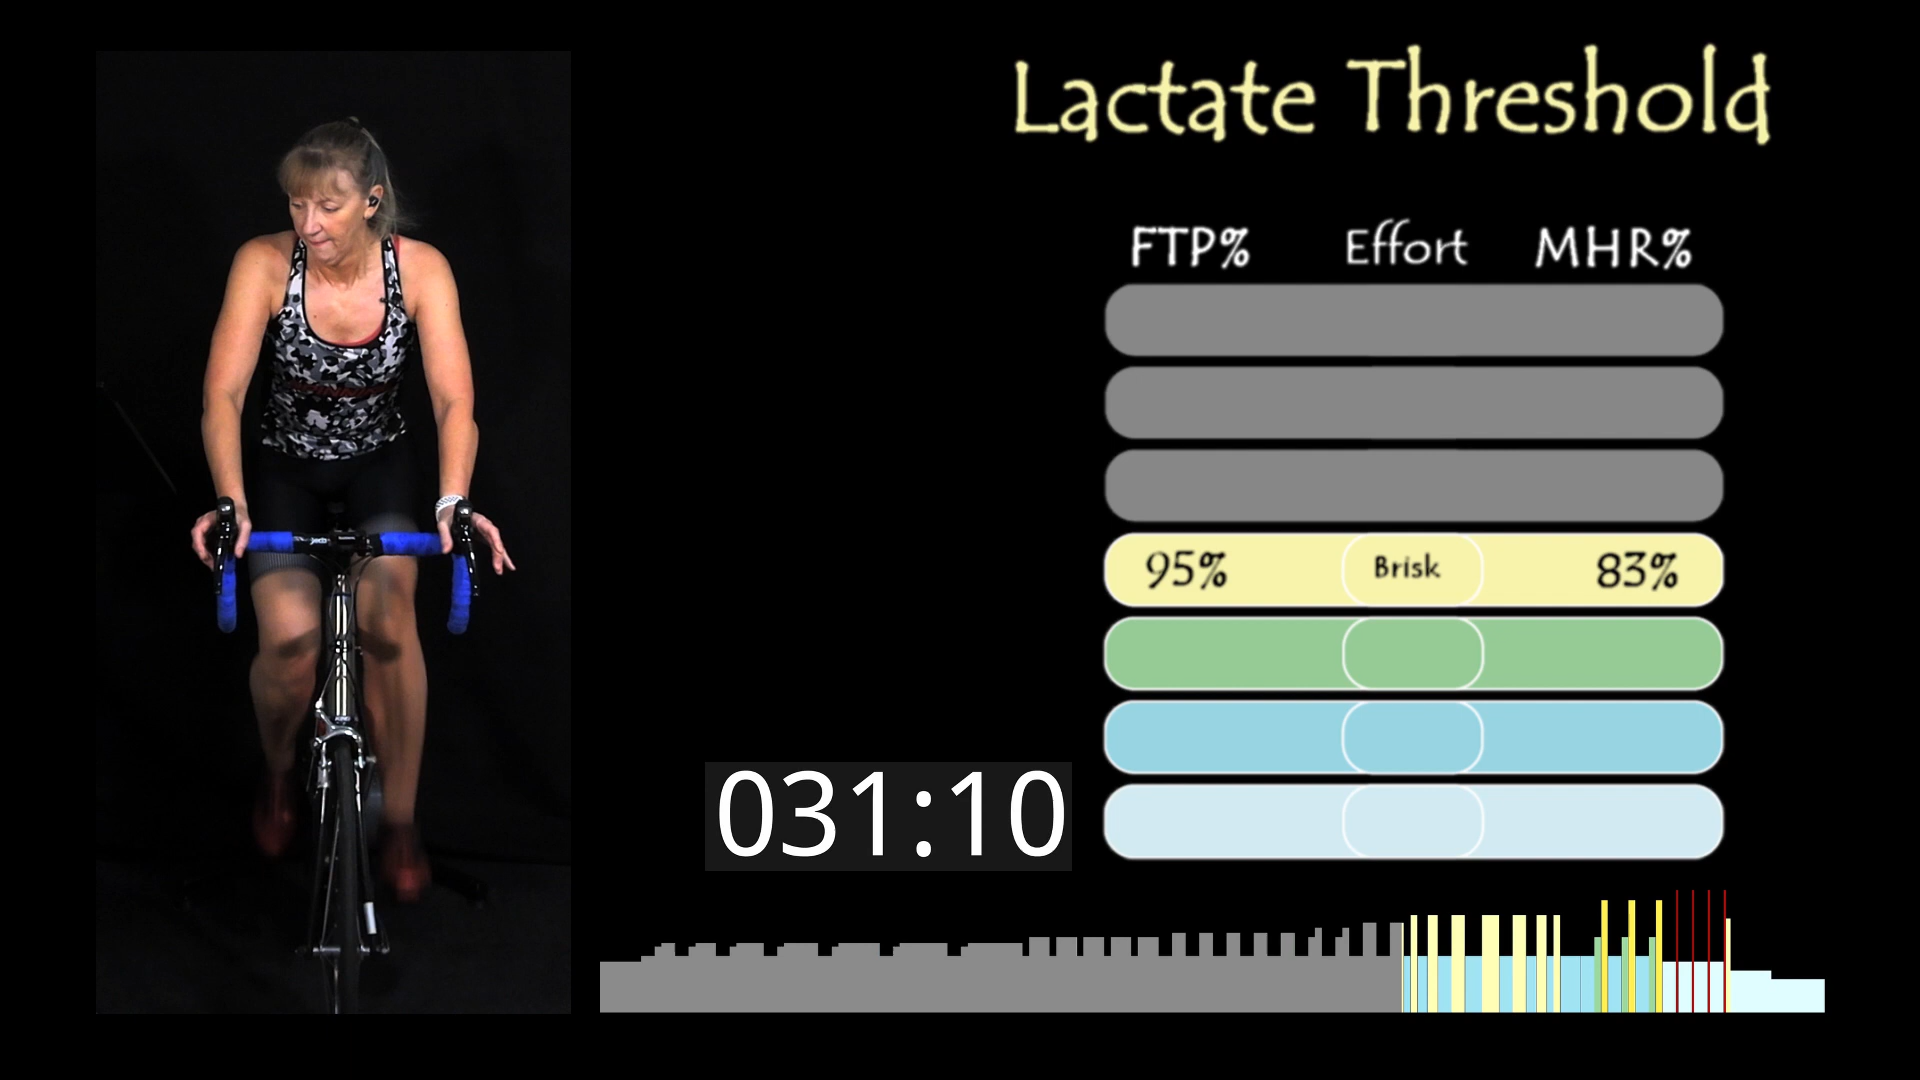 Lactate Threshold
FTP% Effort MHR%
95% Brisk 83%
031:10